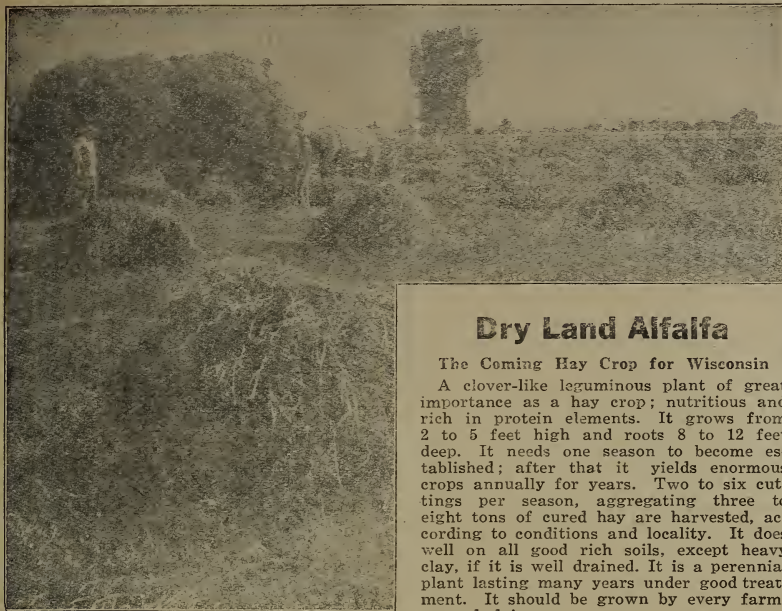 Dry Land Alfalfa
The Coming Hay Crop for Wisconsin
A clover-like leguminous plant of great
importance as a hay crop; nutritious and
rich in protein elements. It grows from
2 to 5 feet high and roots 8 to 12 feet
deep. It needs one season to become es
tablished; after that it yields enormous
crops annually for years. Two to six cut
tings per season, aggregating three to
eight tons of cured hay are harvested, ac
cording to conditions and locality. It does
well on all good rich soils, except heavy
clay, if it is well drained. It is a perennial
plant lasting many years under good treat
ment. It should be grown by every farm